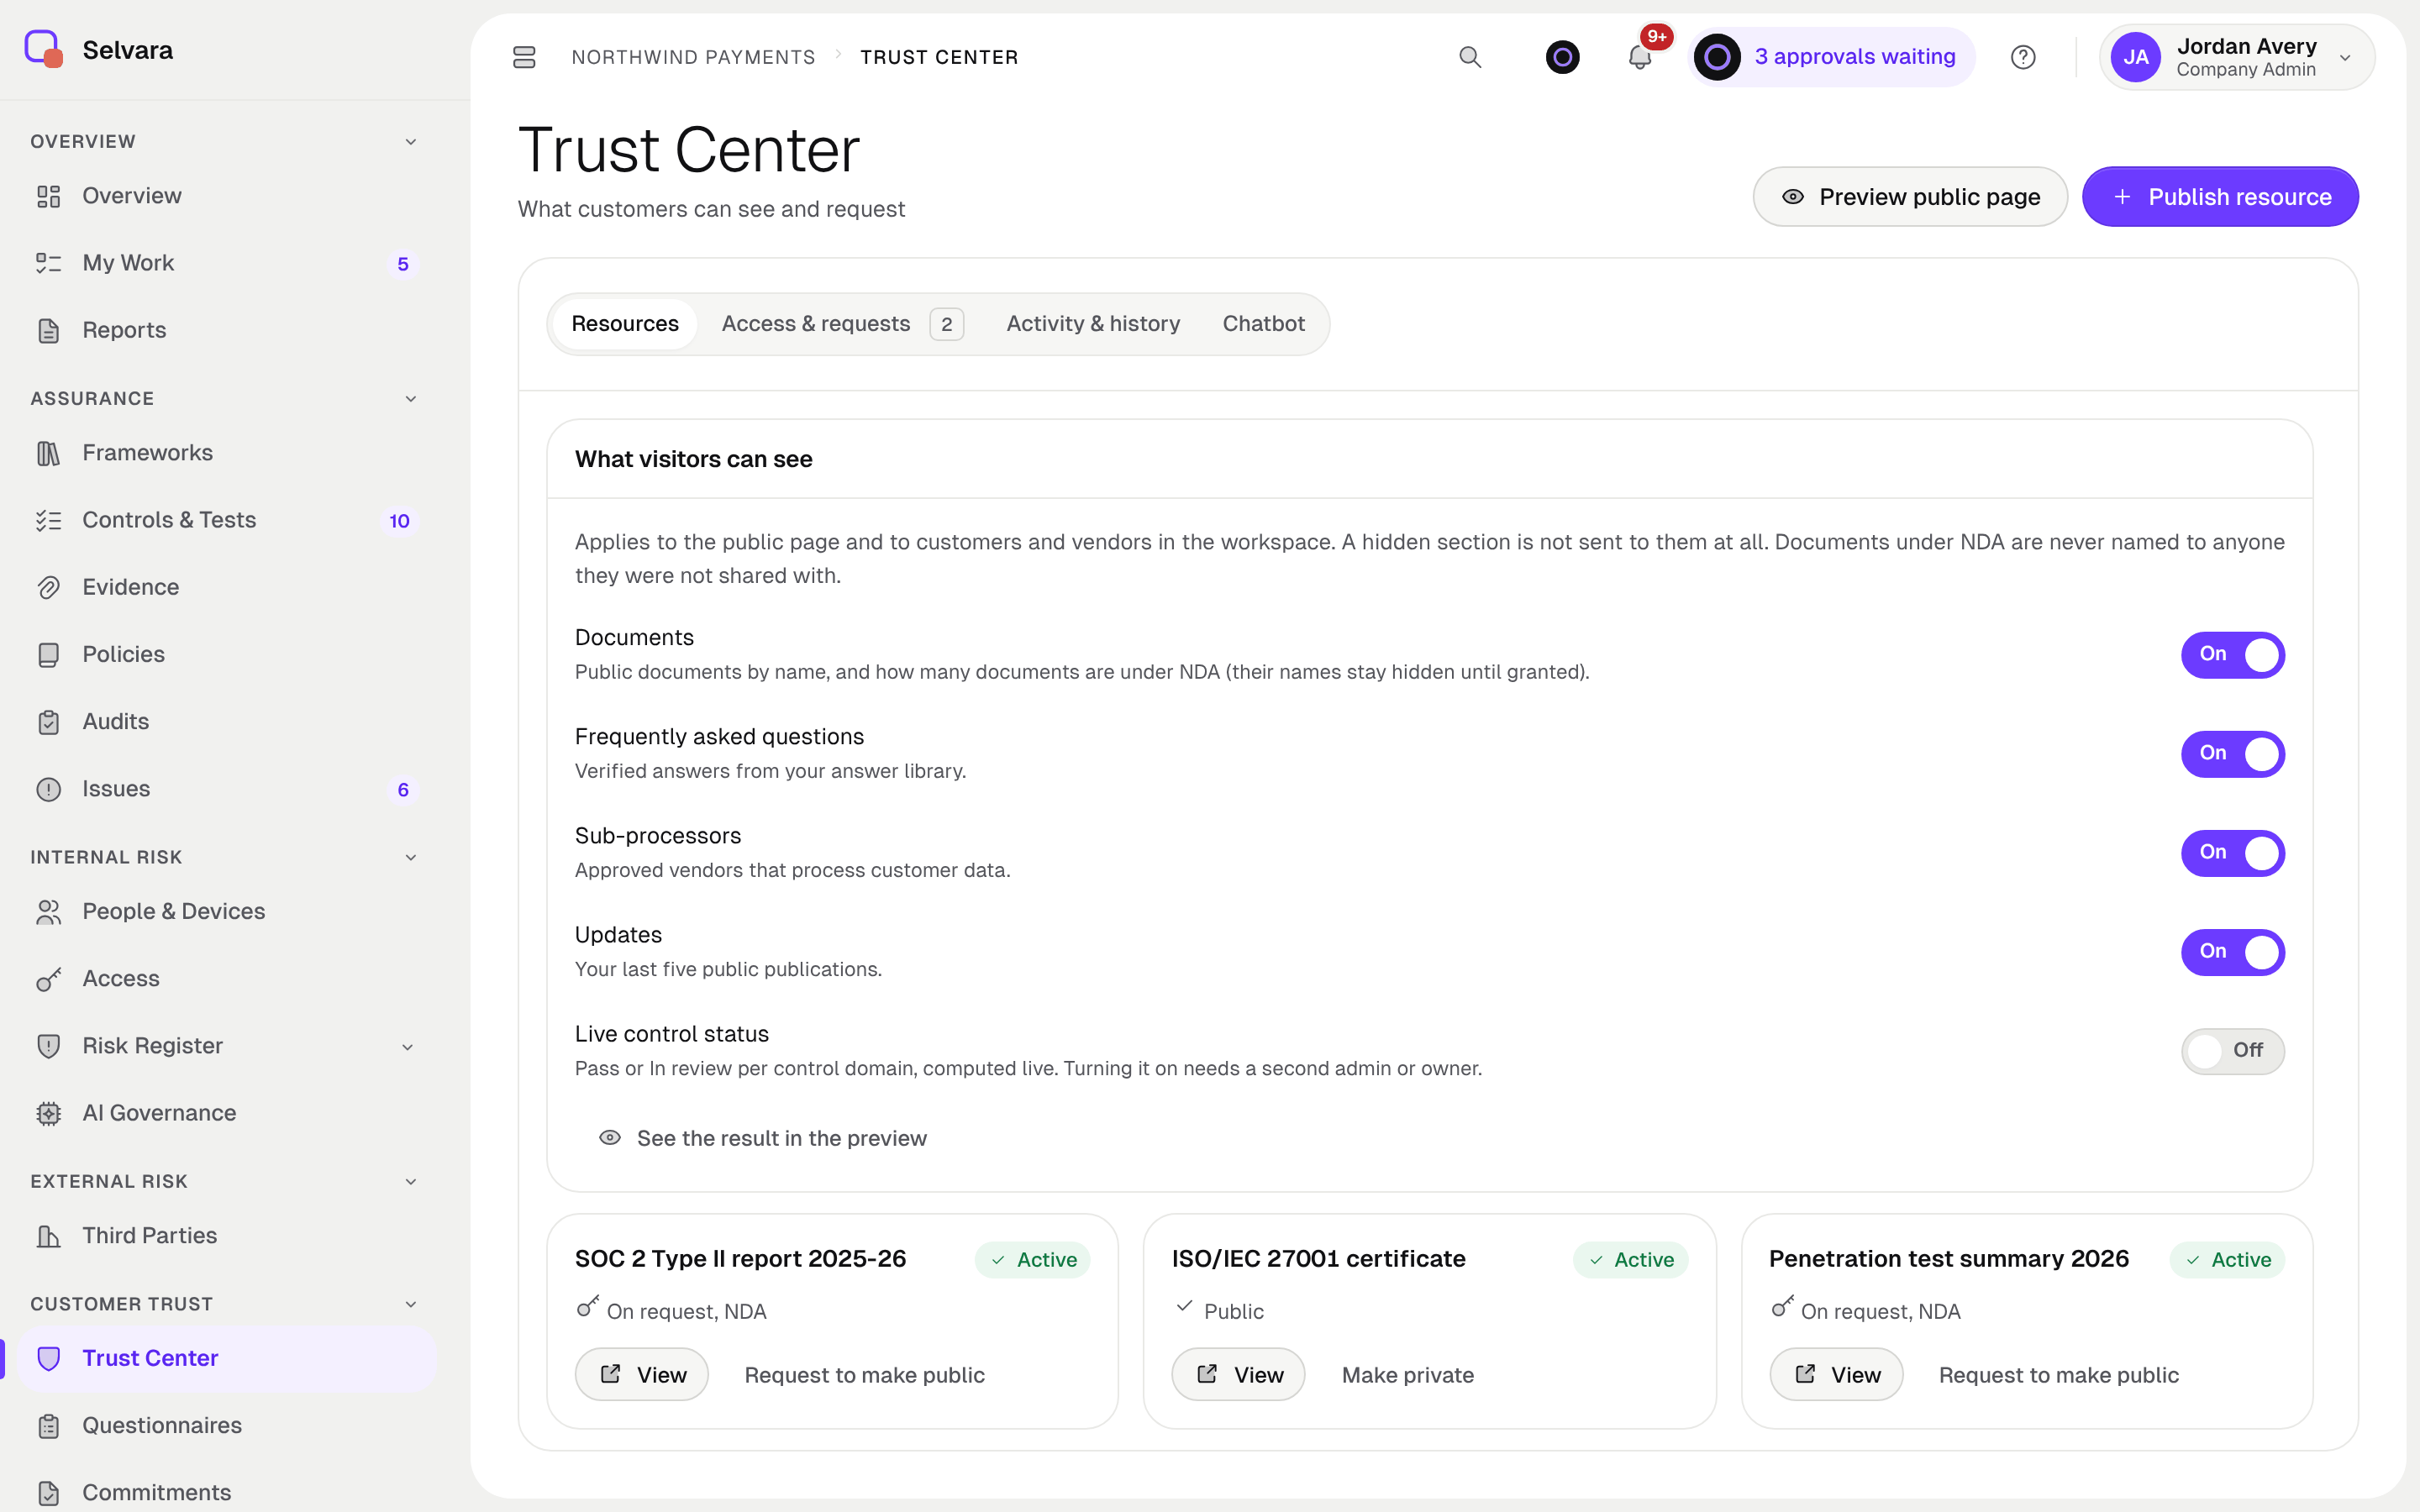 Selvara
OVERVIEW
Overview
My Work 5
Reports
ASSURANCE
Frameworks
Controls & Tests 10
Evidence
Policies
Audits
Issues 6
INTERNAL RISK
People & Devices
Access
Risk Register
AI Governance
EXTERNAL RISK
Third Parties
CUSTOMER TRUST
Trust Center
Questionnaires
Commitments
NORTHWIND PAYMENTS TRUST CENTER
9+
3 approvals waiting
JA
Jordan Avery
Company Admin
Trust Center
What customers can see and request
Preview public page
Publish resource
Resources Access & requests 2 Activity & history Chatbot
What visitors can see
Applies to the public page and to customers and vendors in the workspace. A hidden section is not sent to them at all. Documents under NDA are never named to anyone
they were not shared with.
Documents
Public documents by name, and how many documents are under NDA (their names stay hidden until granted).
On
Frequently asked questions
Verified answers from your answer library.
On
Sub-processors
Approved vendors that process customer data.
On
Updates
Your last five public publications.
On
Live control status
Pass or In review per control domain, computed live. Turning it on needs a second admin or owner.
Off
See the result in the preview
SOC 2 Type II report 2025-26 Active
On request, NDA
View Request to make public
ISO/IEC 27001 certificate Active
Public
View Make private
Penetration test summary 2026 Active
On request, NDA
View Request to make public